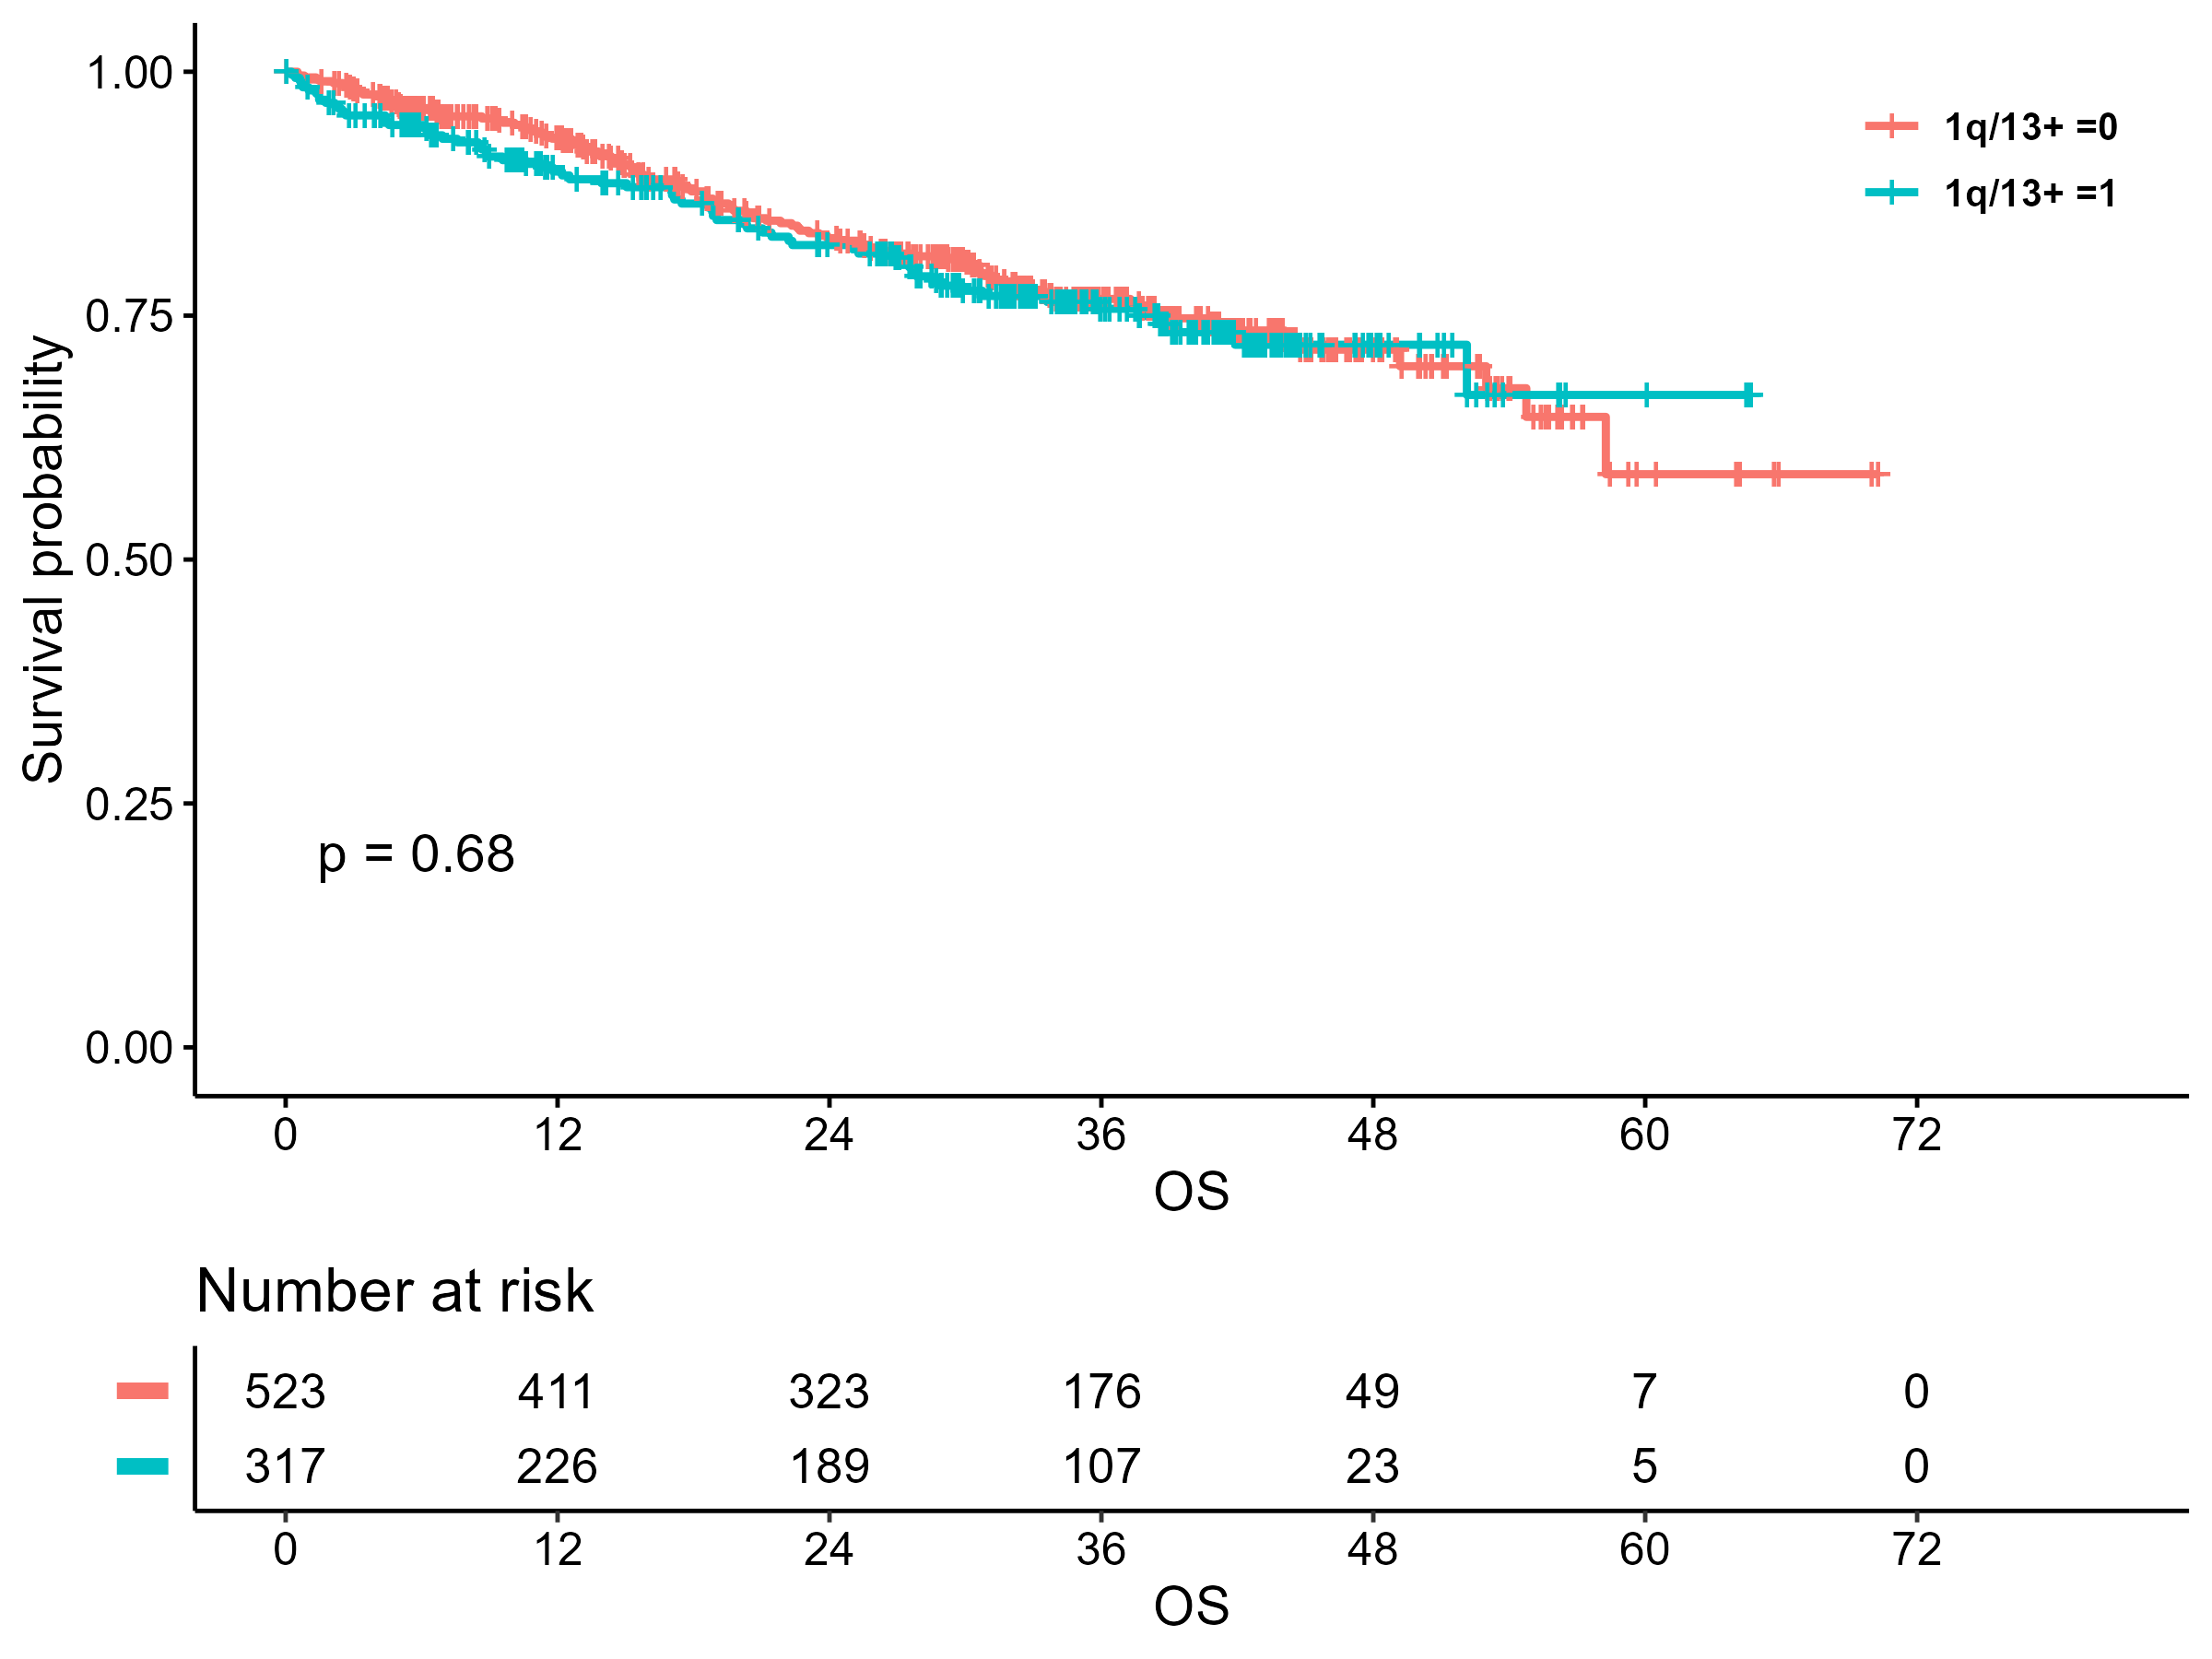 1q/13+ =0
1q/13+ =1
Survival probability
1.00
0.75
0.50
0.25
0.00
p = 0.68
0 12 24 36 48 60 72
OS
Number at risk
523 411 323 176 49 7 0
317 226 189 107 23 5 0
0 12 24 36 48 60 72
OS